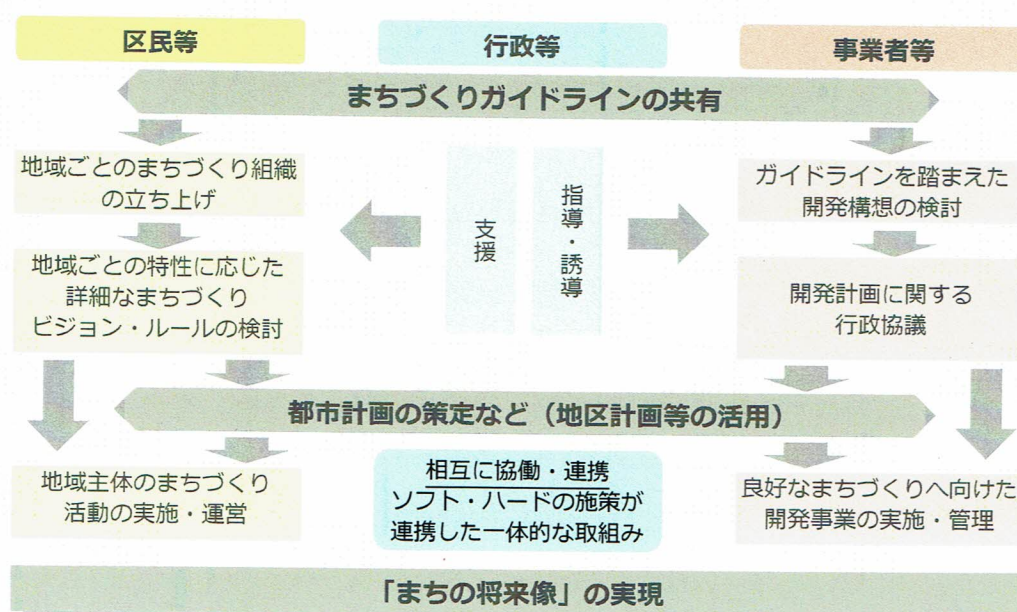 区民等
行政等
事業者等
まちづくりガイドラインの共有
地域ごとのまちづくり組織
の立ち上げ
地域ごとの特性に応じた
詳細なまちづくり
ビジョン・ルールの検討
支援
指導・誘導
ガイドラインを踏まえた
開発構想の検討
開発計画に関する
行政協議
都市計画の策定など（地区計画等の活用）
地域主体のまちづくり
活動の実施・運営
相互に協働・連携
ソフト・ハードの施策が
連携した一体的な取組み
良好なまちづくりへ向けた
開発事業の実施・管理
「まちの将来像」の実現